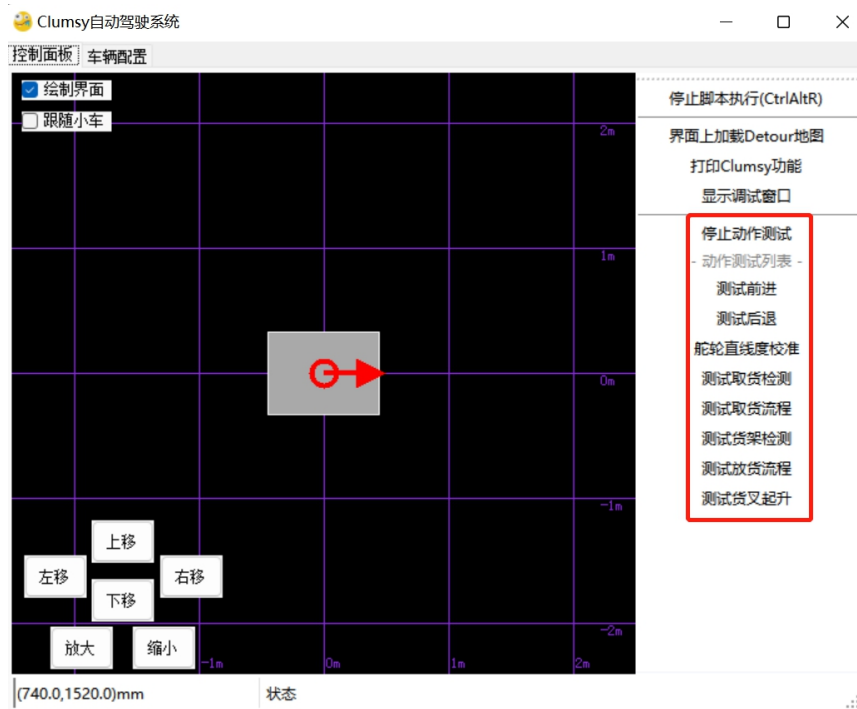 Clumsy自动驾驶系统
控制面板 车辆配置
绘制界面
跟随小车
2m
1m
0m
-1m
-2m
上移
左移
右移
下移
放大
缩小
-1m
0m
1m
2m
停止脚本执行(CtrlAltR)
界面上加载Detour地图
打印Clumsy功能
显示调试窗口
停止动作测试
- 动作测试列表 -
测试前进
测试后退
舵轮直线度校准
测试取货检测
测试取货流程
测试货架检测
测试放货流程
测试货叉起升
(740.0,1520.0)mm
状态